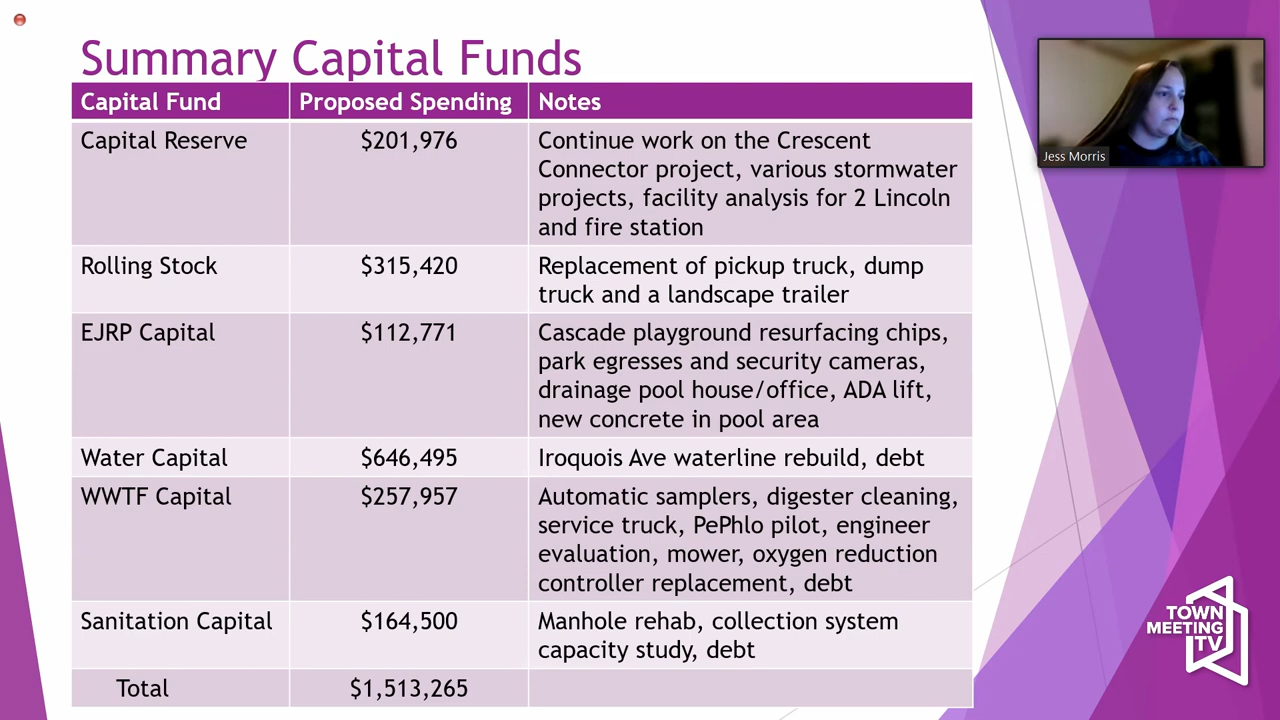 Summary Capital Funds
Capital Fund Proposed Spending Notes
Capital Reserve $201,976 Continue work on the Crescent
Connector project, various stormwater
projects, facility analysis for 2 Lincoln
and fire station
Rolling Stock $315,420 Replacement of pickup truck, dump
truck and a landscape trailer
EJRP Capital $112,771 Cascade playground resurfacing chips,
park egresses and security cameras,
drainage pool house/office, ADA lift,
new concrete in pool area
Water Capital $646,495 Iroquois Ave waterline rebuild, debt
WWTF Capital $257,957 Automatic samplers, digester cleaning,
service truck, PePhlo pilot, engineer
evaluation, mower, oxygen reduction
controller replacement, debt
Sanitation Capital $164,500 Manhole rehab, collection system
capacity study, debt
Total $1,513,265
Jess Morris
TOWN
MEETING
TV